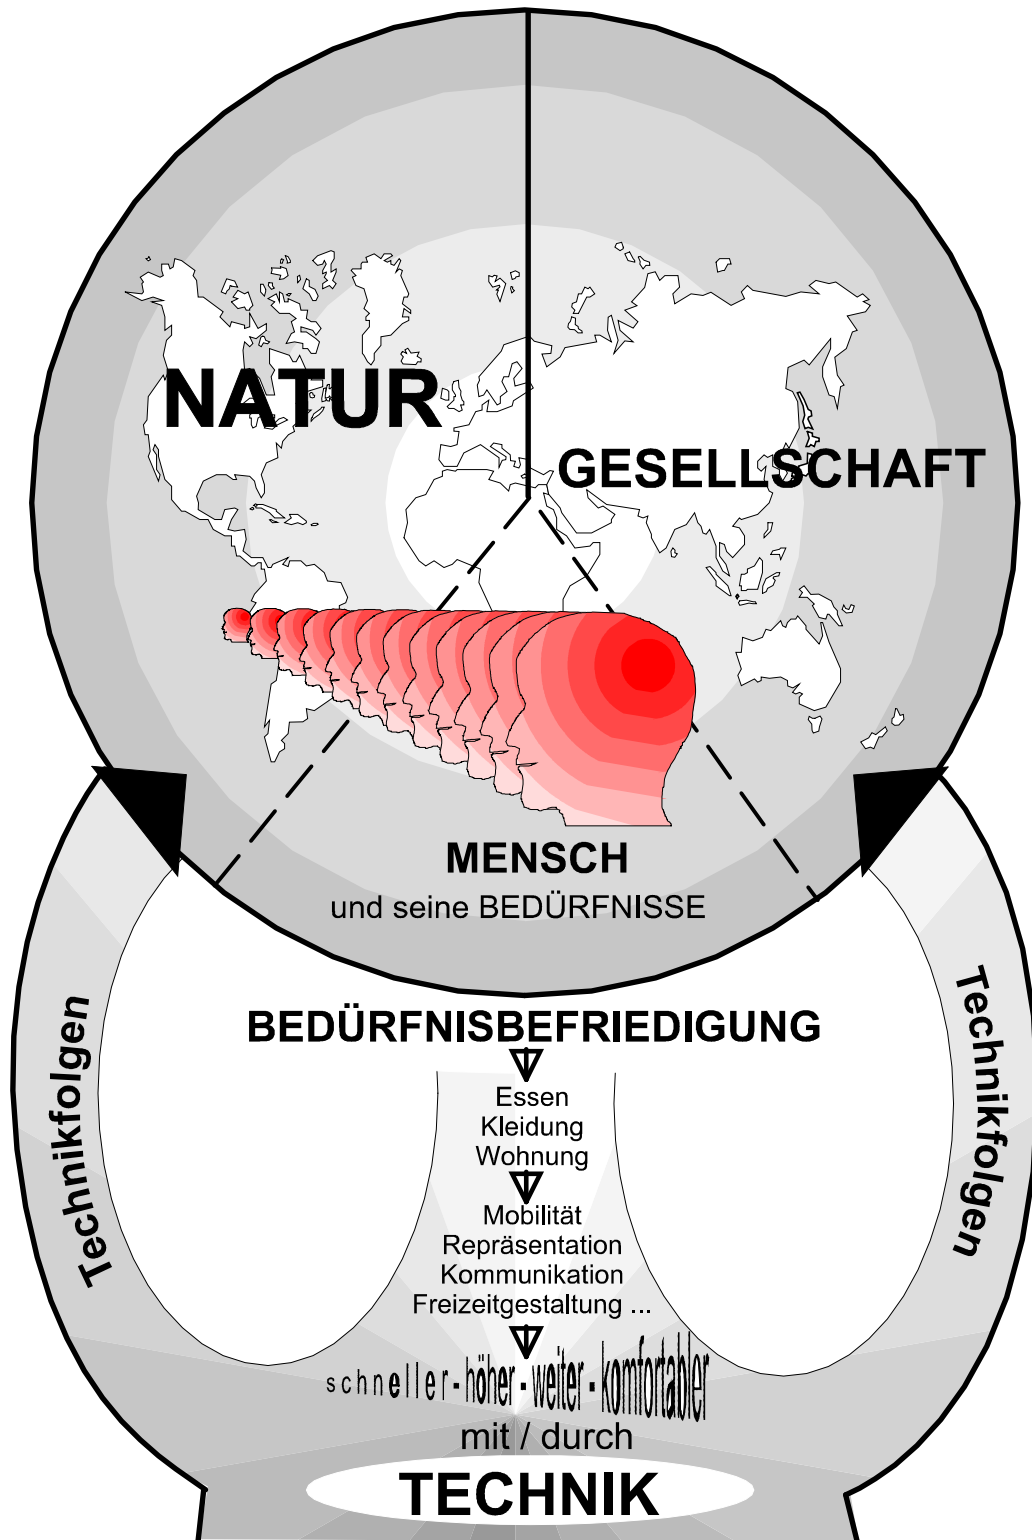 NATUR
GESELLSCHAFT
MENSCH
und seine BEDÜRFNISSE
BEDÜRFNISBEFRIEDIGUNG
Essen
Kleidung
Wohnung
Mobilität
Repräsentation
Kommunikation
Freizeitgestaltung ...
schneller - höher - weiter - komfortabler
mit / durch
TECHNIK
Technikfolgen
Technikfolgen